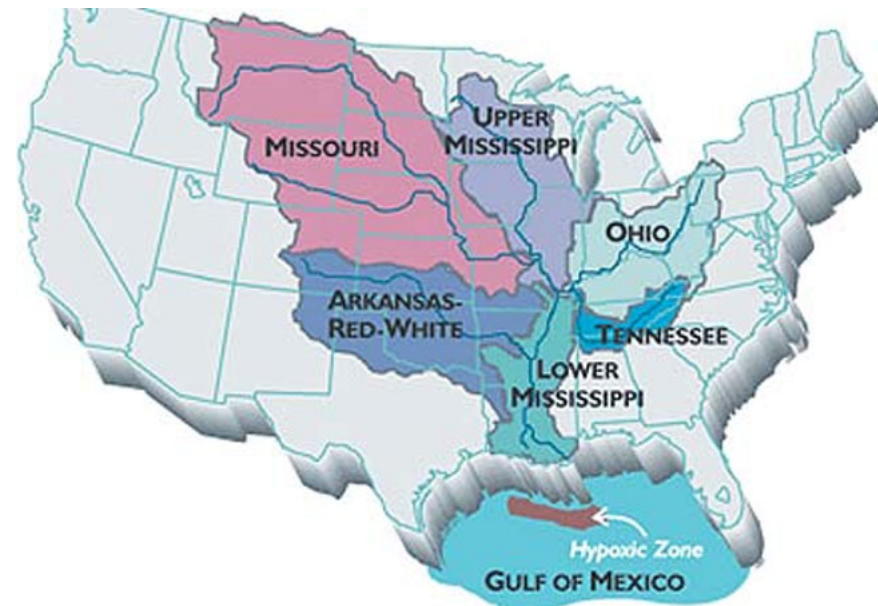 UPPER
MISSISSIPPI
MISSOURI
OHIO
ARKANSAS-
RED-WHITE
TENNESSEE
LOWER
MISSISSIPPI
Hypoxic Zone
GULF OF MEXICO